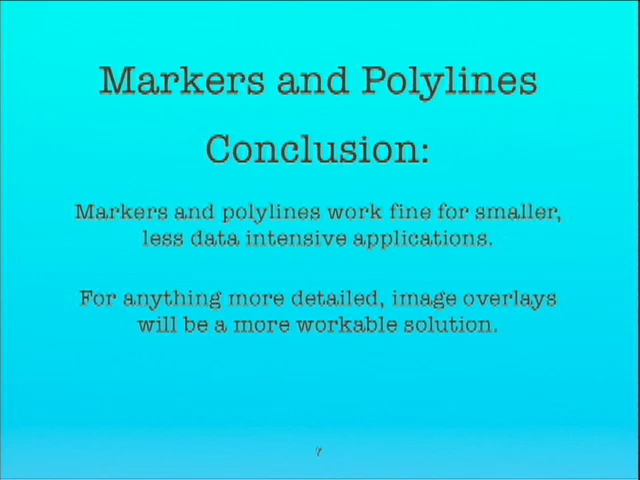 Markers and Polylines
Conclusion:
Markers and polylines work fine for smaller,
less data intensive applications.
For anything more detailed, image overlays
will be a more workable solution.
7